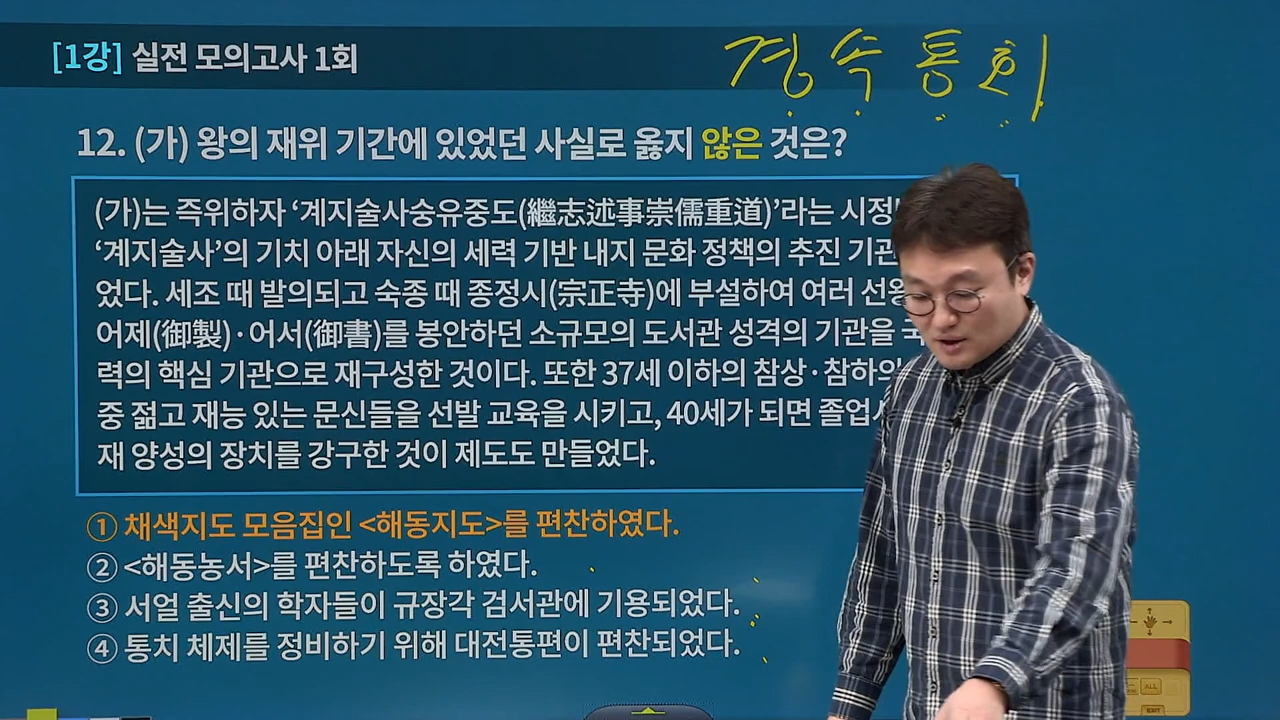 [1강] 실전 모의고사 1회
경속통회
12. (가) 왕의 재위 기간에 있었던 사실로 옳지 않은 것은?
(가)는 즉위하자 ‘계지술사숭유중도(繼志述事崇儒重道)’라는 시정
‘계지술사’의 기치 아래 자신의 세력 기반 내지 문화 정책의 추진 기관
었다. 세조 때 발의되고 숙종 때 종정시(宗正寺)에 부설하여 여러 선왕
어제(御製)·어서(御書)를 봉안하던 소규모의 도서관 성격의 기관을
력의 핵심 기관으로 재구성한 것이다. 또한 37세 이하의 참상·참하의
중 젊고 재능 있는 문신들을 선발 교육을 시키고, 40세가 되면 졸업
재 양성의 장치를 강구한 것이 제도도 만들었다.
① 채색지도 모음집인 <해동지도>를 편찬하였다.
② <해동농서>를 편찬하도록 하였다.
③ 서얼 출신의 학자들이 규장각 검서관에 기용되었다.
④ 통치 체제를 정비하기 위해 대전통편이 편찬되었다.
ALL
EXIT